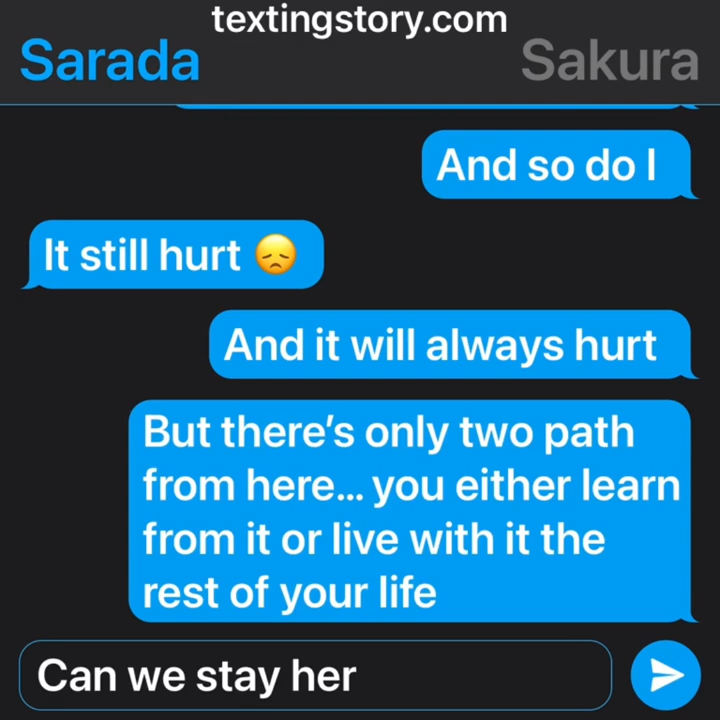 textingstory.com
Sarada Sakura
And so do I
It still hurt 😞
And it will always hurt
But there's only two path
from here... you either learn
from it or live with it the
rest of your life
Can we stay her